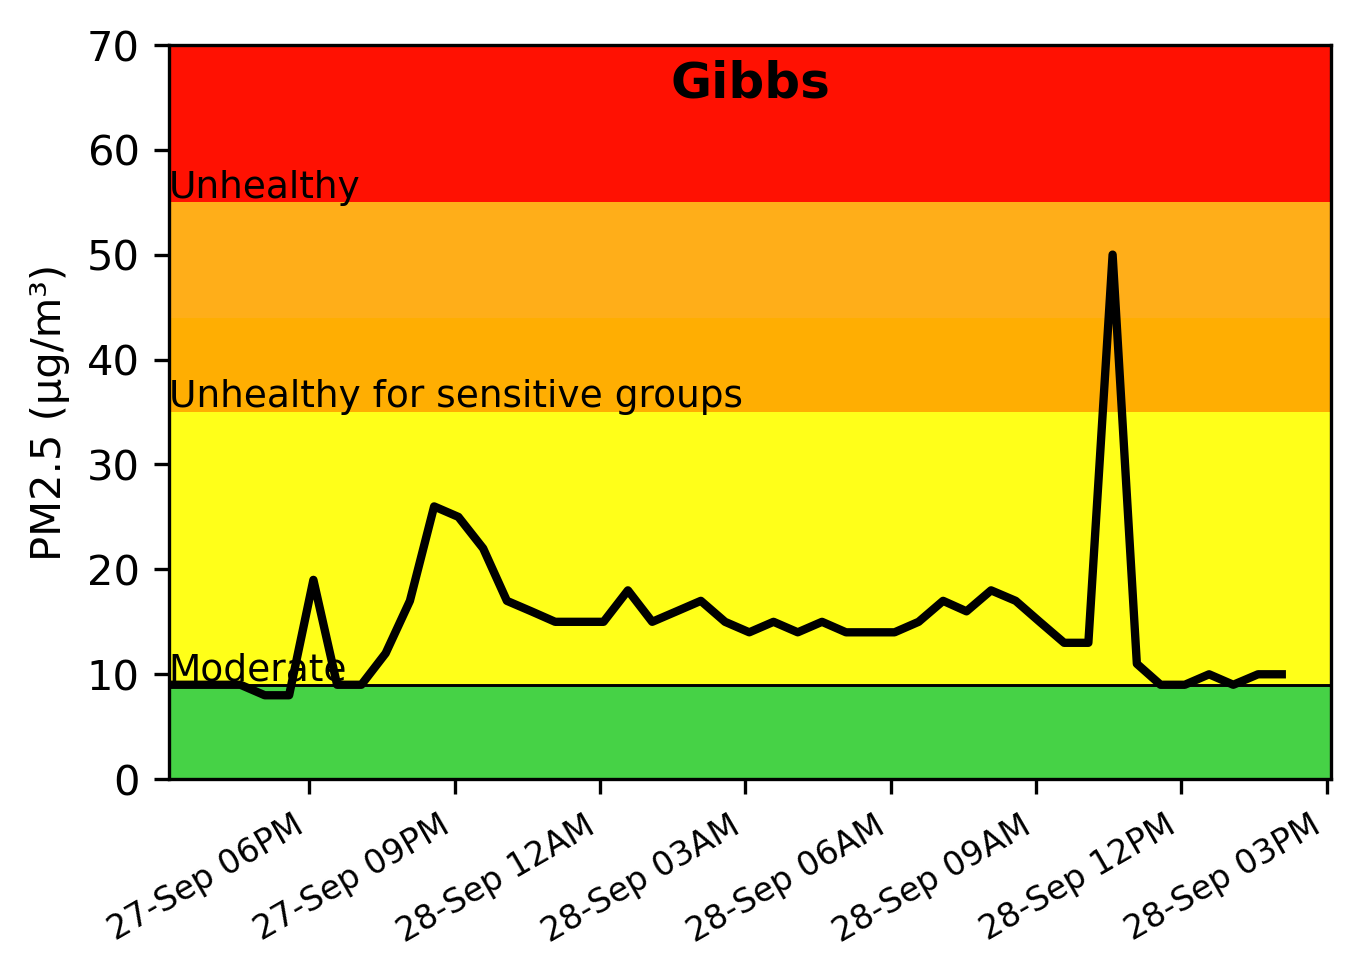 Gibbs
70
60
50
40
30
20
10
0
PM2.5 (µg/m³)
Unhealthy
Unhealthy for sensitive groups
Moderate
27-Sep 06PM
27-Sep 09PM
28-Sep 12AM
28-Sep 03AM
28-Sep 06AM
28-Sep 09AM
28-Sep 12PM
28-Sep 03PM